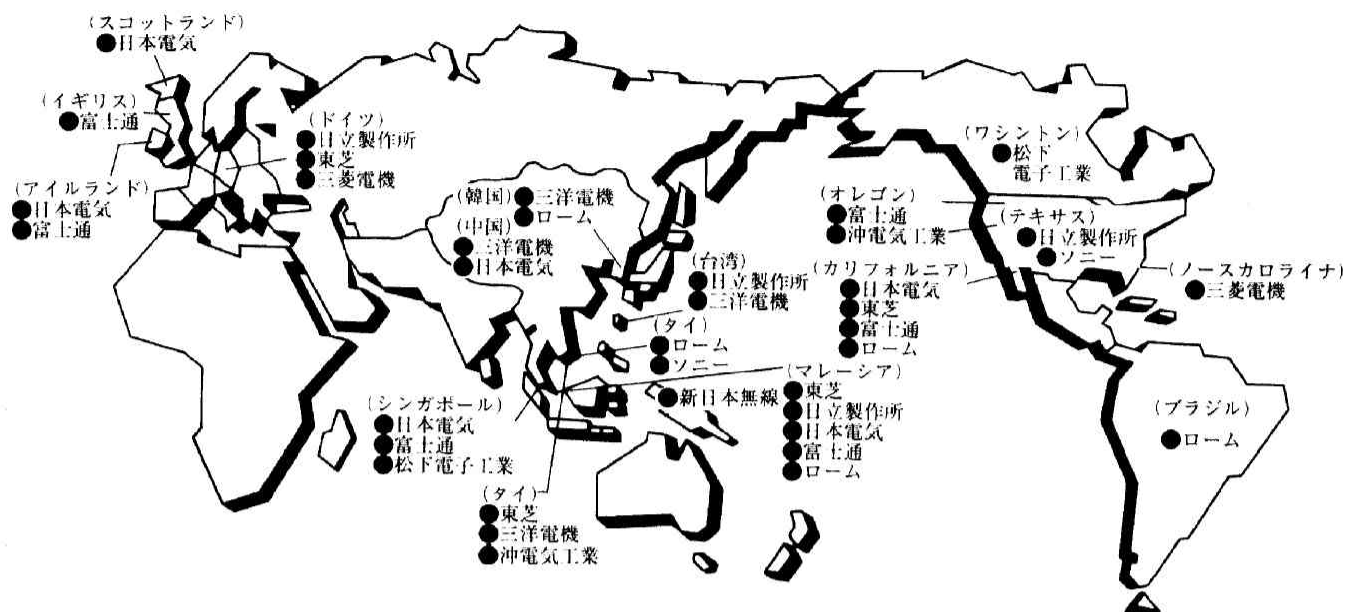 (スコットランド)
●日本電気
(イギリス)
●富士通
(アイルランド)
●日本電気
●富士通
(ドイツ)
●日立製作所
●東芝
●三菱電機
(韓国)●三洋電機
●ローム
(中国)
●三洋電機
●日本電気
(台湾)
●日立製作所
●三洋電機
(タイ)
●ローム
●ソニー
●新日本無線
(マレーシア)
●東芝
●日立製作所
●日本電気
●富士通
●ローム
(シンガポール)
●日本電気
●富士通
●松下電子工業
(タイ)
●東芝
●三洋電機
●沖電気工業
(ワシントン)
●松下
電子工業
(オレゴン)
●富士通
●沖電気工業
(テキサス)
●日立製作所
●ソニー
(カリフォルニア)
●日本電気
●東芝
●富士通
●ローム
(ノースカロライナ)
●三菱電機
(ブラジル)
●ローム